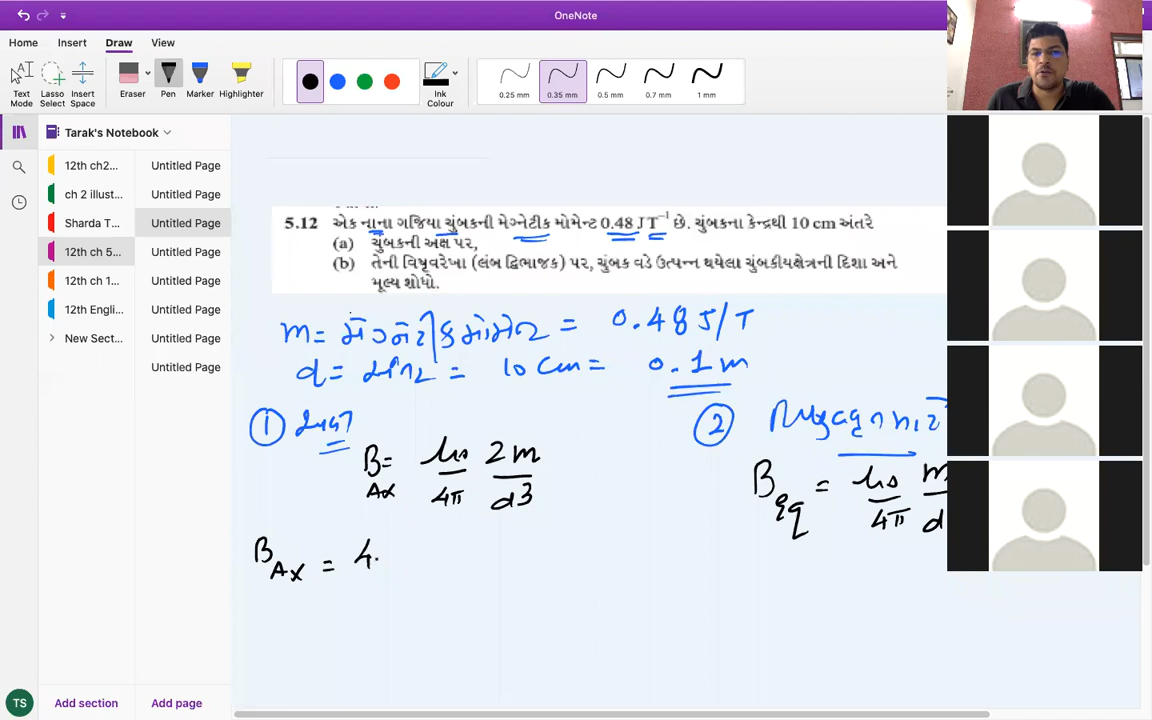 OneNote
Home Insert Draw View
Text Mode
Lasso Select
Insert Space
Eraser
Pen
Marker
Highlighter
Ink Colour
0.25 mm
0.35 mm
0.5 mm
0.7 mm
1 mm
Tarak's Notebook
12th ch2...
ch 2 illust...
Sharda T...
12th ch 5...
12th ch 1...
12th Engli...
New Sect...
Untitled Page
Untitled Page
Untitled Page
Untitled Page
Untitled Page
Untitled Page
Untitled Page
Untitled Page
5.12 એક નાના ગજિયા ચુંબકની મેગ્નેટીક મોમેન્ટ 0.48 J T⁻¹ છે. ચુંબકના કેન્દ્રથી 10 cm અંતરે
(a) ચુંબકની અક્ષ પર,
(b) તેની વિષુવરેખા (લંબ દ્વિભાજક) પર, ચુંબક વડે ઉત્પન્ન થયેલા ચુંબકીયક્ષેત્રની દિશા અને
મૂલ્ય શોધો.
m = મેગ્નેટીક મોમેન્ટ = 0.48 J/T
d = અંતર = 10 cm = 0.1 m
① અક્ષ
②
B_AX = μ₀/4π 2m/d³
B_eq = μ₀/4π m/d
B_AX = 4.
TS
Add section
Add page